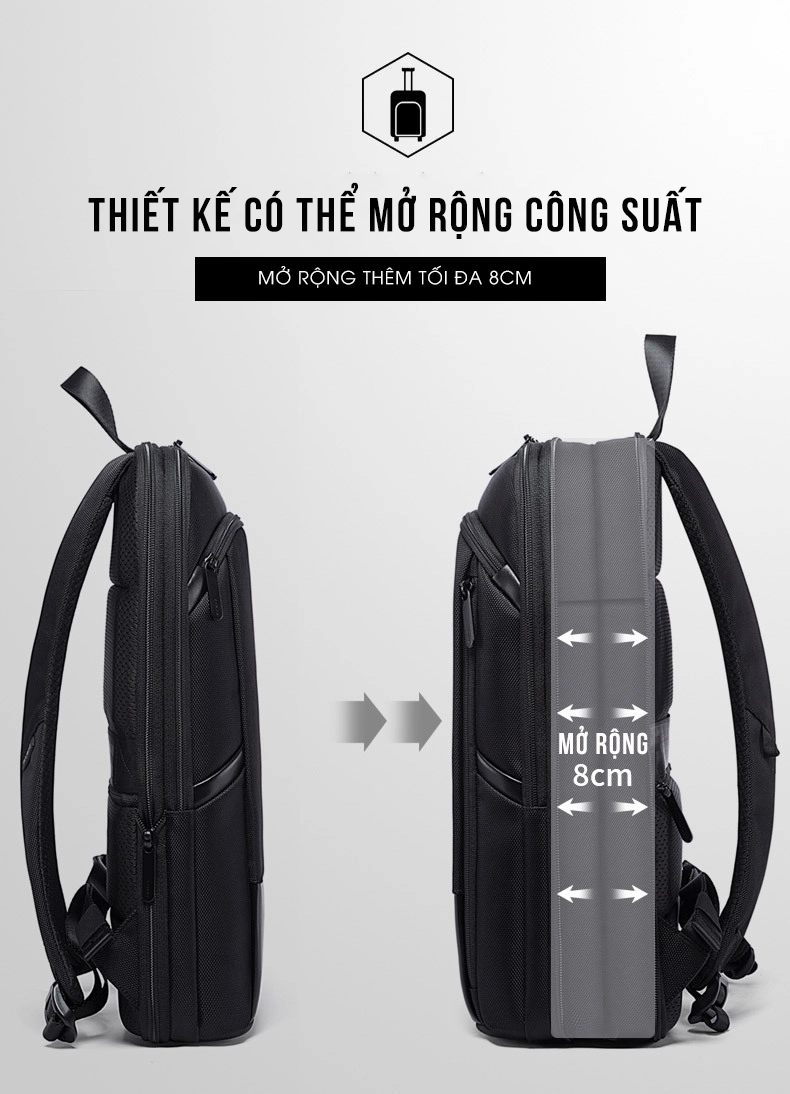 THIẾT KẾ CÓ THỂ MỞ RỘNG CÔNG SUẤT
MỞ RỘNG THÊM TỐI ĐA 8CM
MỞ RỘNG
8cm